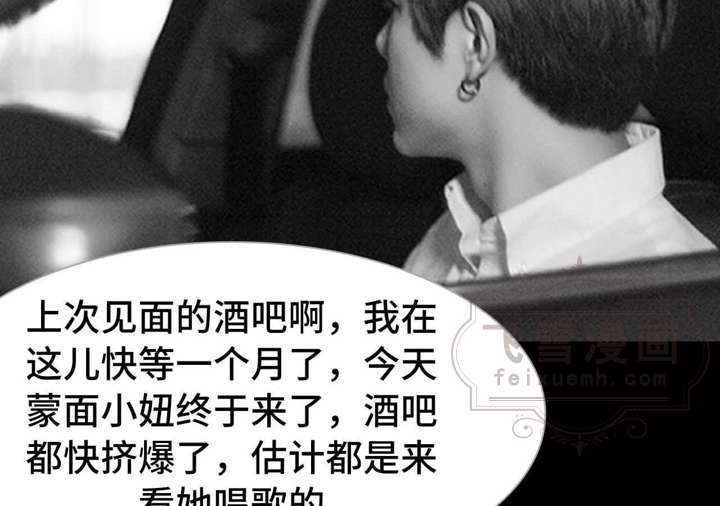 上次见面的酒吧啊，我在
这儿快等一个月了，今天
蒙面小妞终于来了，酒吧
都快挤爆了，估计都是来
看她唱歌的
飞雪漫画
feixuemh.com